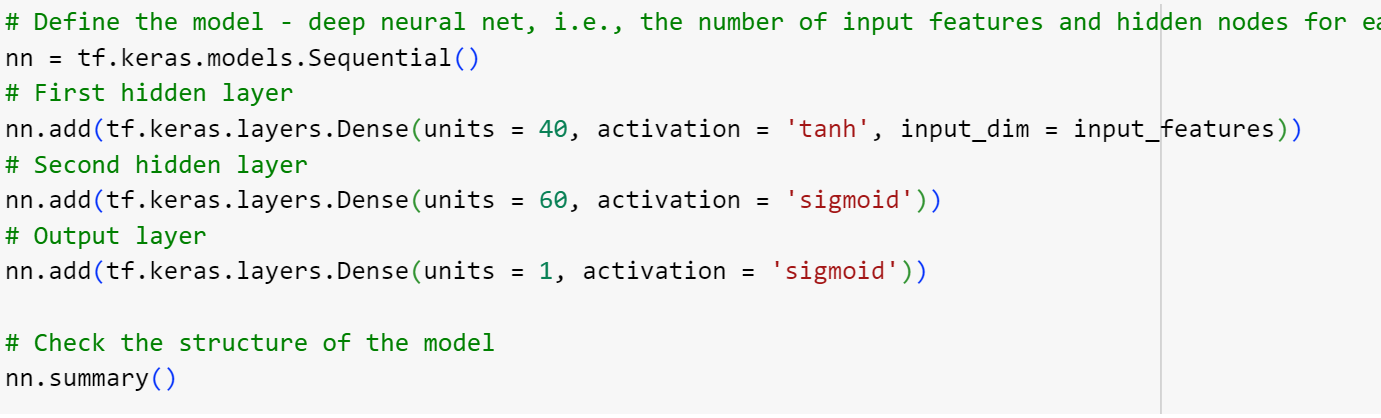 # Define the model - deep neural net, i.e., the number of input features and hidden nodes for
nn = tf.keras.models.Sequential()
# First hidden layer
nn.add(tf.keras.layers.Dense(units = 40, activation = 'tanh', input_dim = input_features))
# Second hidden layer
nn.add(tf.keras.layers.Dense(units = 60, activation = 'sigmoid'))
# Output layer
nn.add(tf.keras.layers.Dense(units = 1, activation = 'sigmoid'))
# Check the structure of the model
nn.summary()